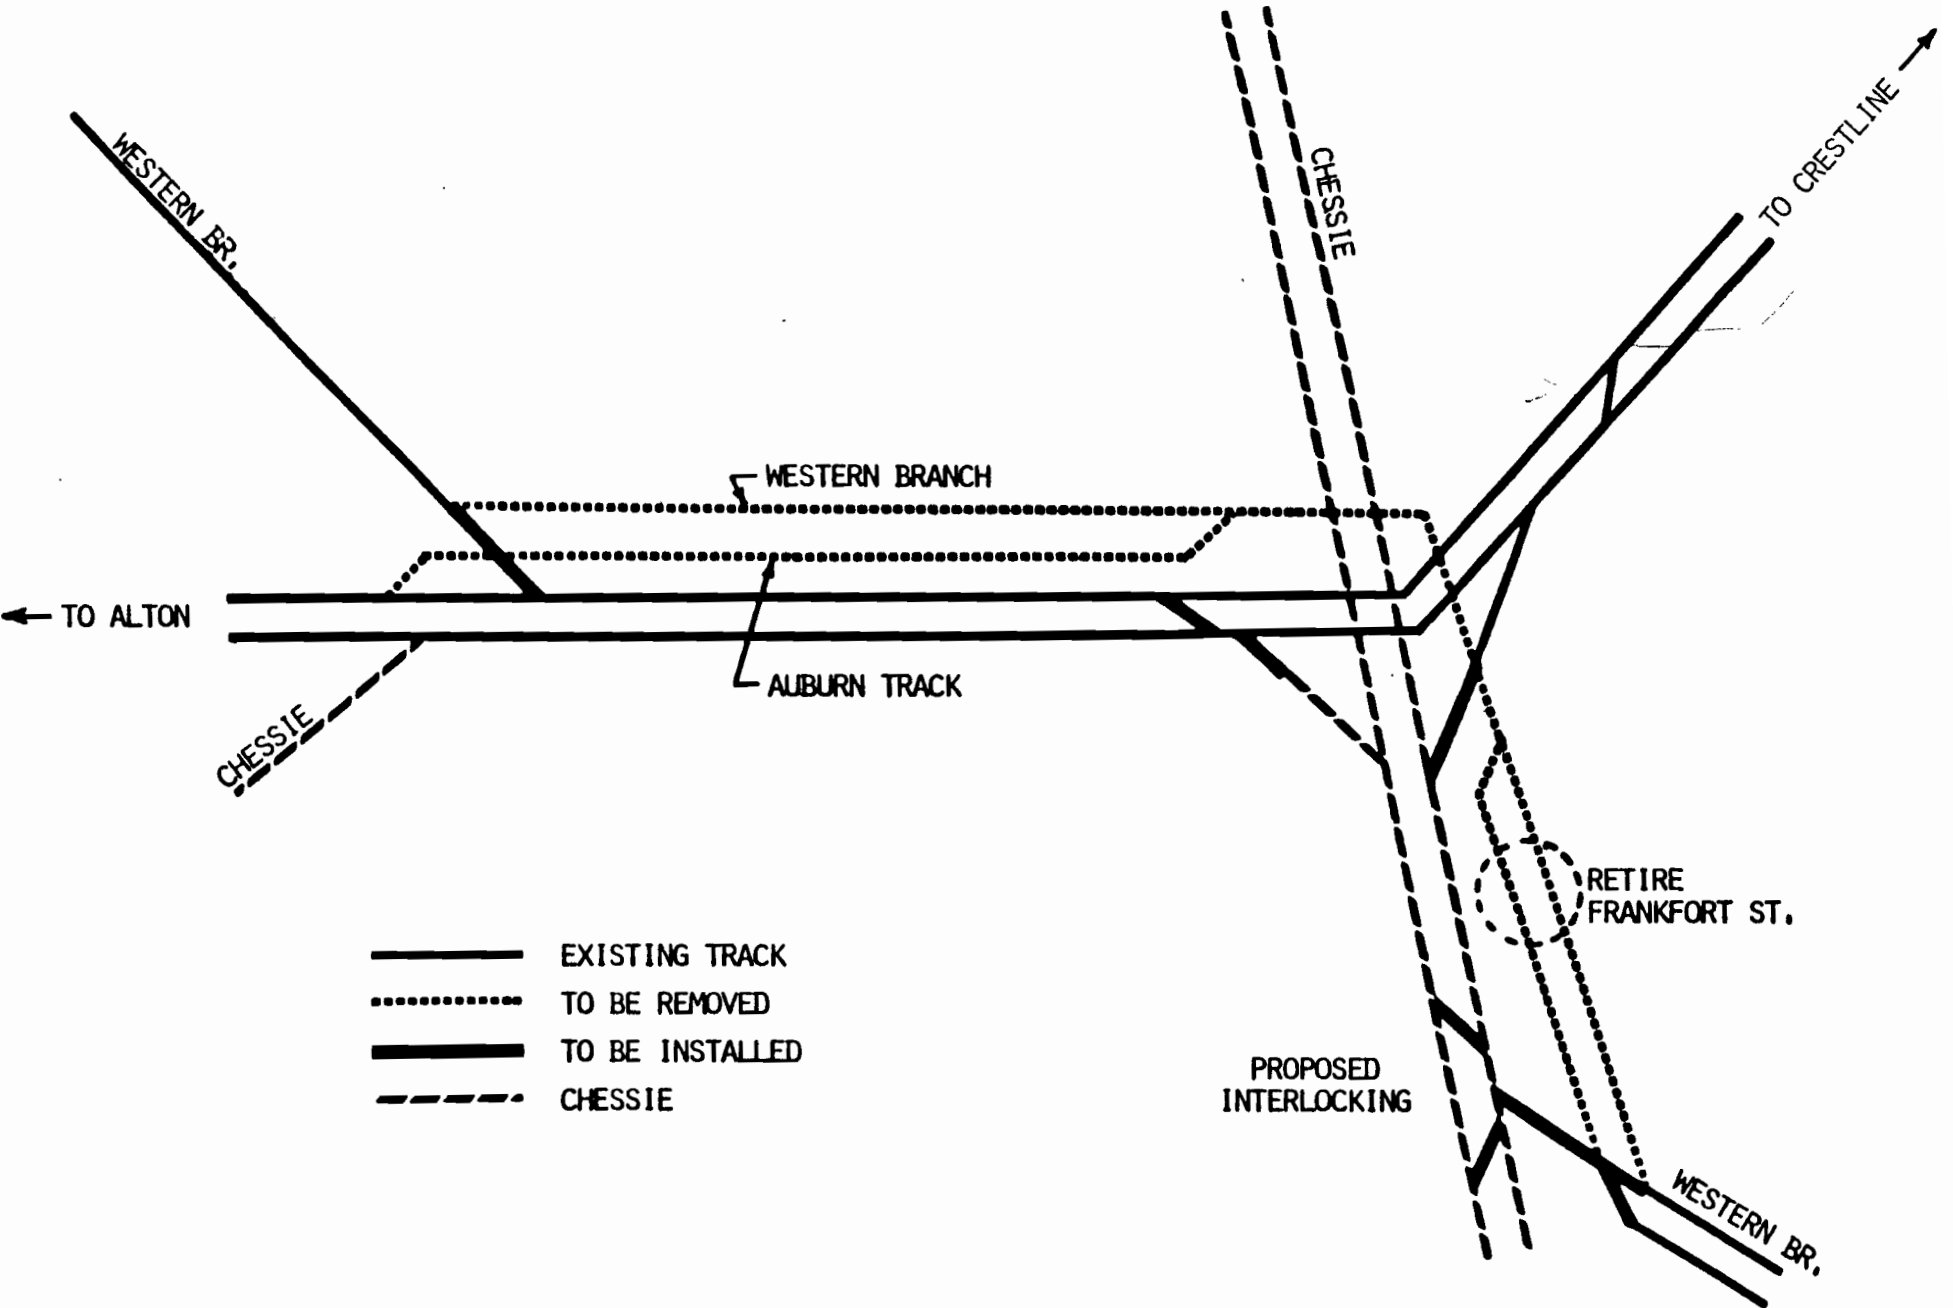 TO CRESTLINE
WESTERN BR.
CHESSIE
WESTERN BRANCH
TO ALTON
AUBURN TRACK
CHESSIE
RETIRE
FRANKFORT ST.
EXISTING TRACK
TO BE REMOVED
TO BE INSTALLED
CHESSIE
PROPOSED
INTERLOCKING
WESTERN BR.